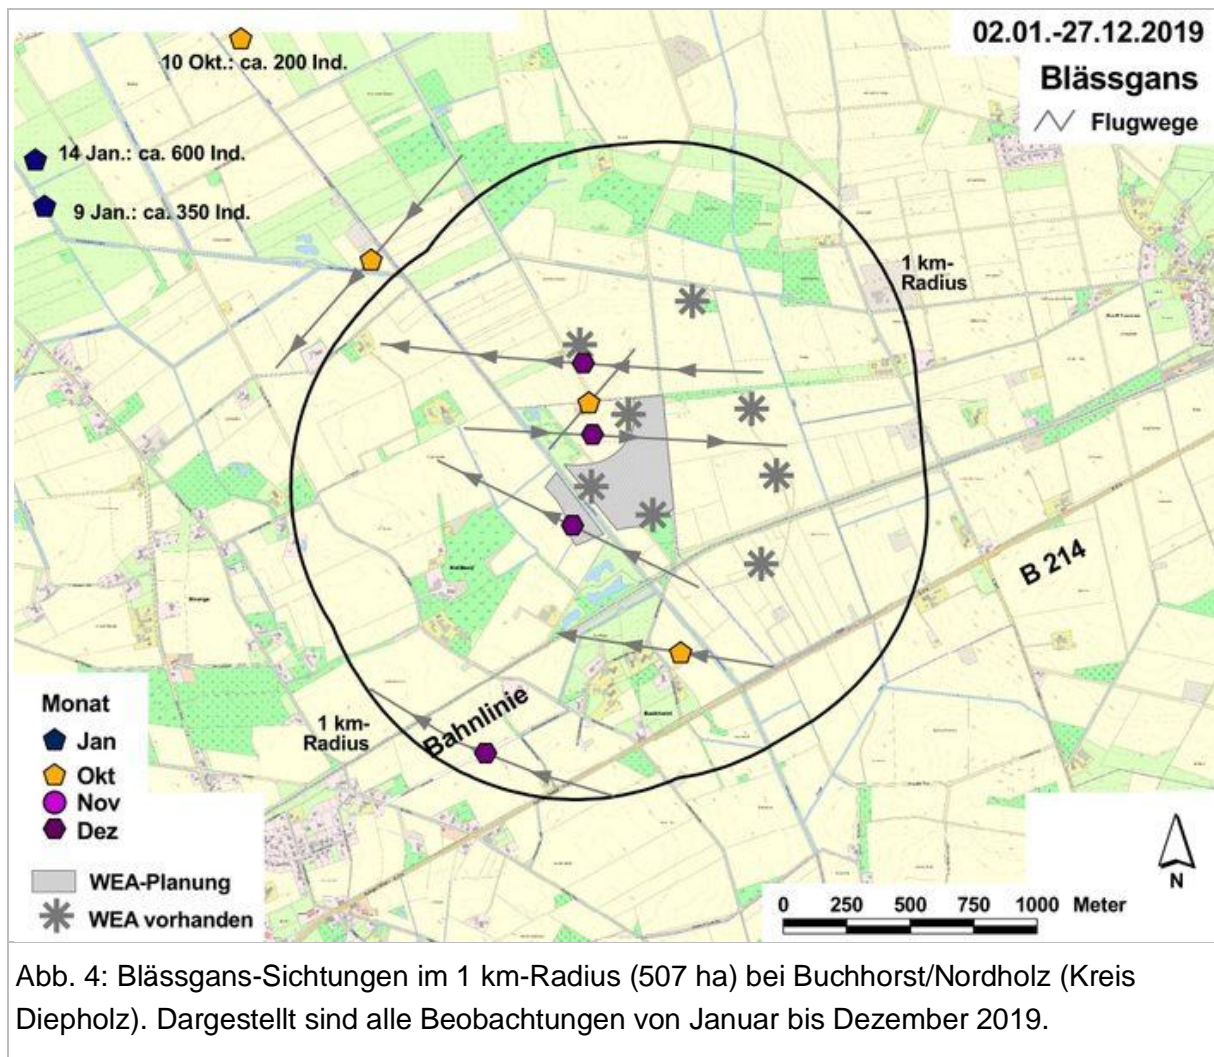 02.01.-27.12.2019
Blässgans
Flugwege
10 Okt.: ca. 200 Ind.
14 Jan.: ca. 600 Ind.
9 Jan.: ca. 350 Ind.
1 km-
Radius
B 214
1 km-
Radius
Bahnlinie
Buchhorst
Monat
Jan
Okt
Nov
Dez
WEA-Planung
WEA vorhanden
N
0 250 500 750 1000 Meter
Abb. 4: Blässgans-Sichtungen im 1 km-Radius (507 ha) bei Buchhorst/Nordholz (Kreis
Diepholz). Dargestellt sind alle Beobachtungen von Januar bis Dezember 2019.